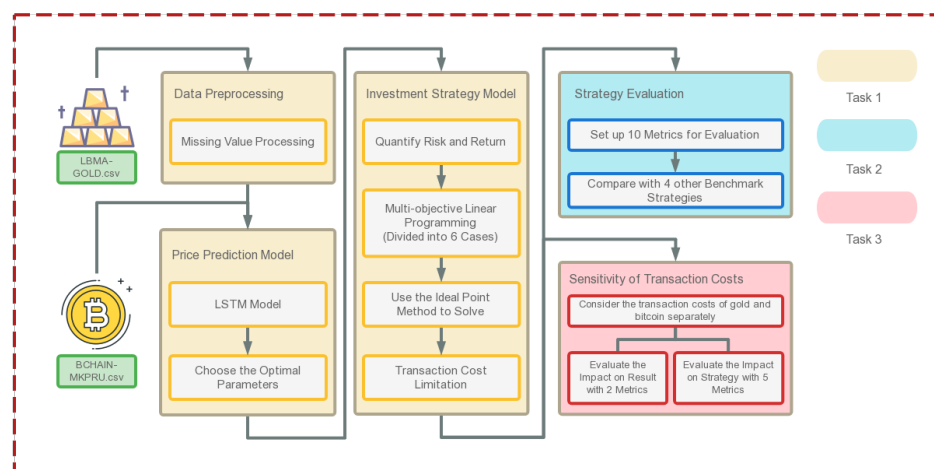 Data Preprocessing
Missing Value Processing
LBMA-
GOLD.csv
BCHAIN-
MKPRU.csv
Price Prediction Model
LSTM Model
Choose the Optimal
Parameters
Investment Strategy Model
Quantify Risk and Return
Multi-objective Linear
Programming
(Divided into 6 Cases)
Use the Ideal Point
Method to Solve
Transaction Cost
Limitation
Strategy Evaluation
Set up 10 Metrics for Evaluation
Compare with 4 other Benchmark
Strategies
Sensitivity of Transaction Costs
Consider the transaction costs of gold and
bitcoin separately
Evaluate the
Impact on Result
with 2 Metrics
Evaluate the Impact
on Strategy with 5
Metrics
Task 1
Task 2
Task 3